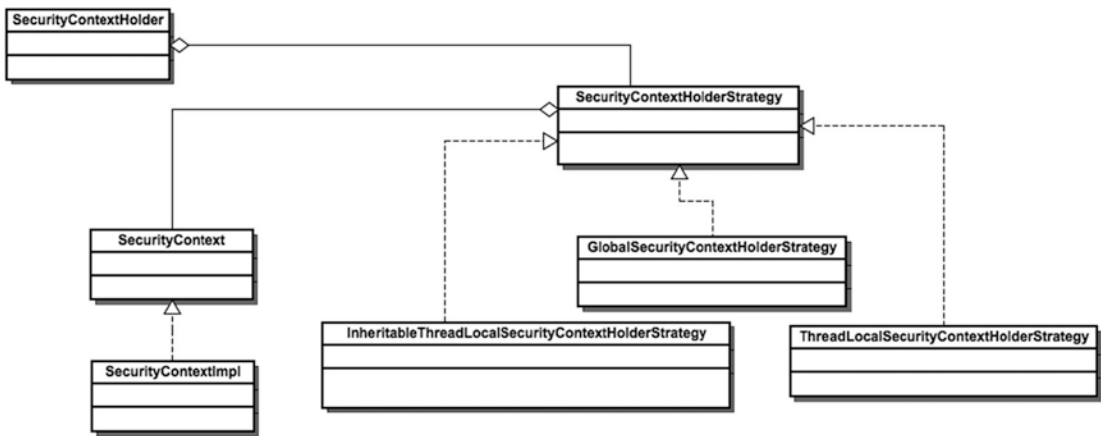 SecurityContextHolder
SecurityContextHolderStrategy
SecurityContext
GlobalSecurityContextHolderStrategy
InheritableThreadLocalSecurityContextHolderStrategy
ThreadLocalSecurityContextHolderStrategy
SecurityContextImpl